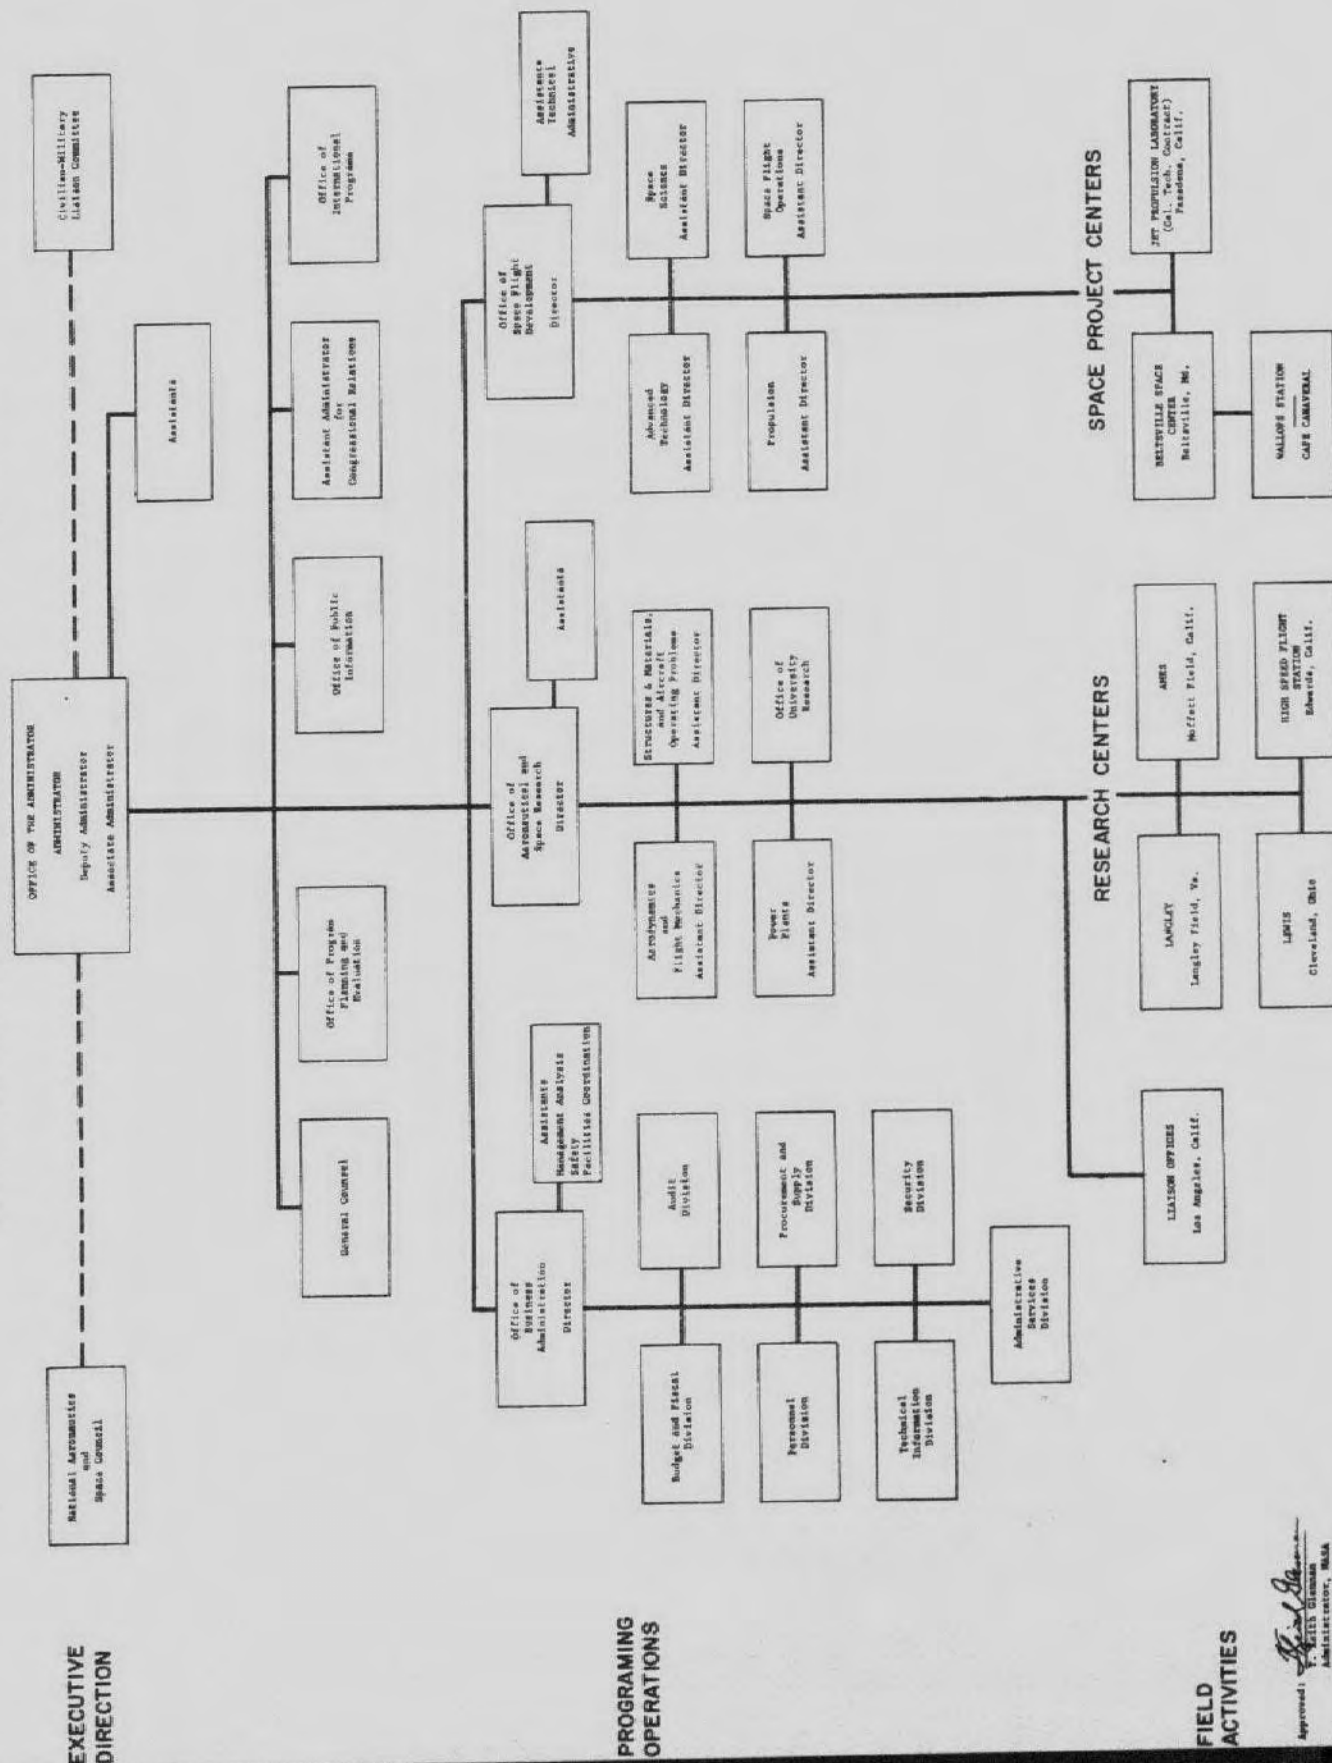 EXECUTIVE
DIRECTION
National Aeronautics
and
Space Council
OFFICE OF THE ADMINISTRATOR
ADMINISTRATOR
Deputy Administrator
Associate Administrator
Civilian-Military
Liaison Committee
Assistants
General Counsel
Office of Program
Planning and
Evaluation
Office of Public
Information
Assistant Administrator
for
Congressional Relations
Office of
International
Programs
PROGRAMING
OPERATIONS
Office of
Business
Administration
Director
Assistants
Management Analysis
Safety
Facilities Coordination
Budget and Fiscal
Division
Audit
Division
Personnel
Division
Procurement and
Supply
Division
Technical
Information
Division
Security
Division
Administrative
Services
Division
Office of
Aeronautical and
Space Research
Director
Assistants
Aerodynamics
and
Flight Mechanics
Assistant Director
Structures & Materials,
and Aircraft
Operating Problems
Assistant Director
Power
Plants
Assistant Director
Office of
University
Research
Office of
Space Flight
Development
Director
Assistance
Technical
Administrative
Advanced
Technology
Assistant Director
Space
Science
Assistant Director
Propulsion
Assistant Director
Space Flight
Operations
Assistant Director
FIELD
ACTIVITIES
LIAISON OFFICES
Los Angeles, Calif.
RESEARCH CENTERS
LANGLEY
Langley Field, Va.
AMES
Moffett Field, Calif.
LEWIS
Cleveland, Ohio
HIGH SPEED FLIGHT
STATION
Edwards, Calif.
SPACE PROJECT CENTERS
BELTSVILLE SPACE
CENTER
Beltsville, Md.
JET PROPULSION LABORATORY
(Cal. Tech. Contract)
Pasadena, Calif.
WALLOPS STATION
CAPE CANAVERAL
Approved:
T. Keith Glennan
Administrator, NASA